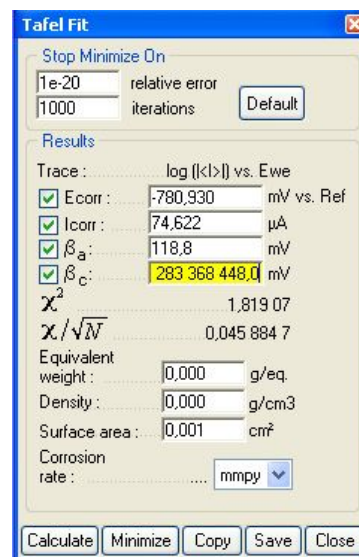 Tafel Fit
Stop Minimize On
1e-20 relative error
1000 iterations Default
Results
Trace : log (|<I>|) vs. Ewe
Ecorr : -780,930 mV vs. Ref
Icorr : 74,622 µA
βa : 118,8 mV
βc : 283 368 448,0 mV
χ² 1,819 07
χ/√N 0,045 884 7
Equivalent
weight : 0,000 g/eq.
Density : 0,000 g/cm3
Surface area : 0,001 cm²
Corrosion
rate : .... mmpy
Calculate Minimize Copy Save Close